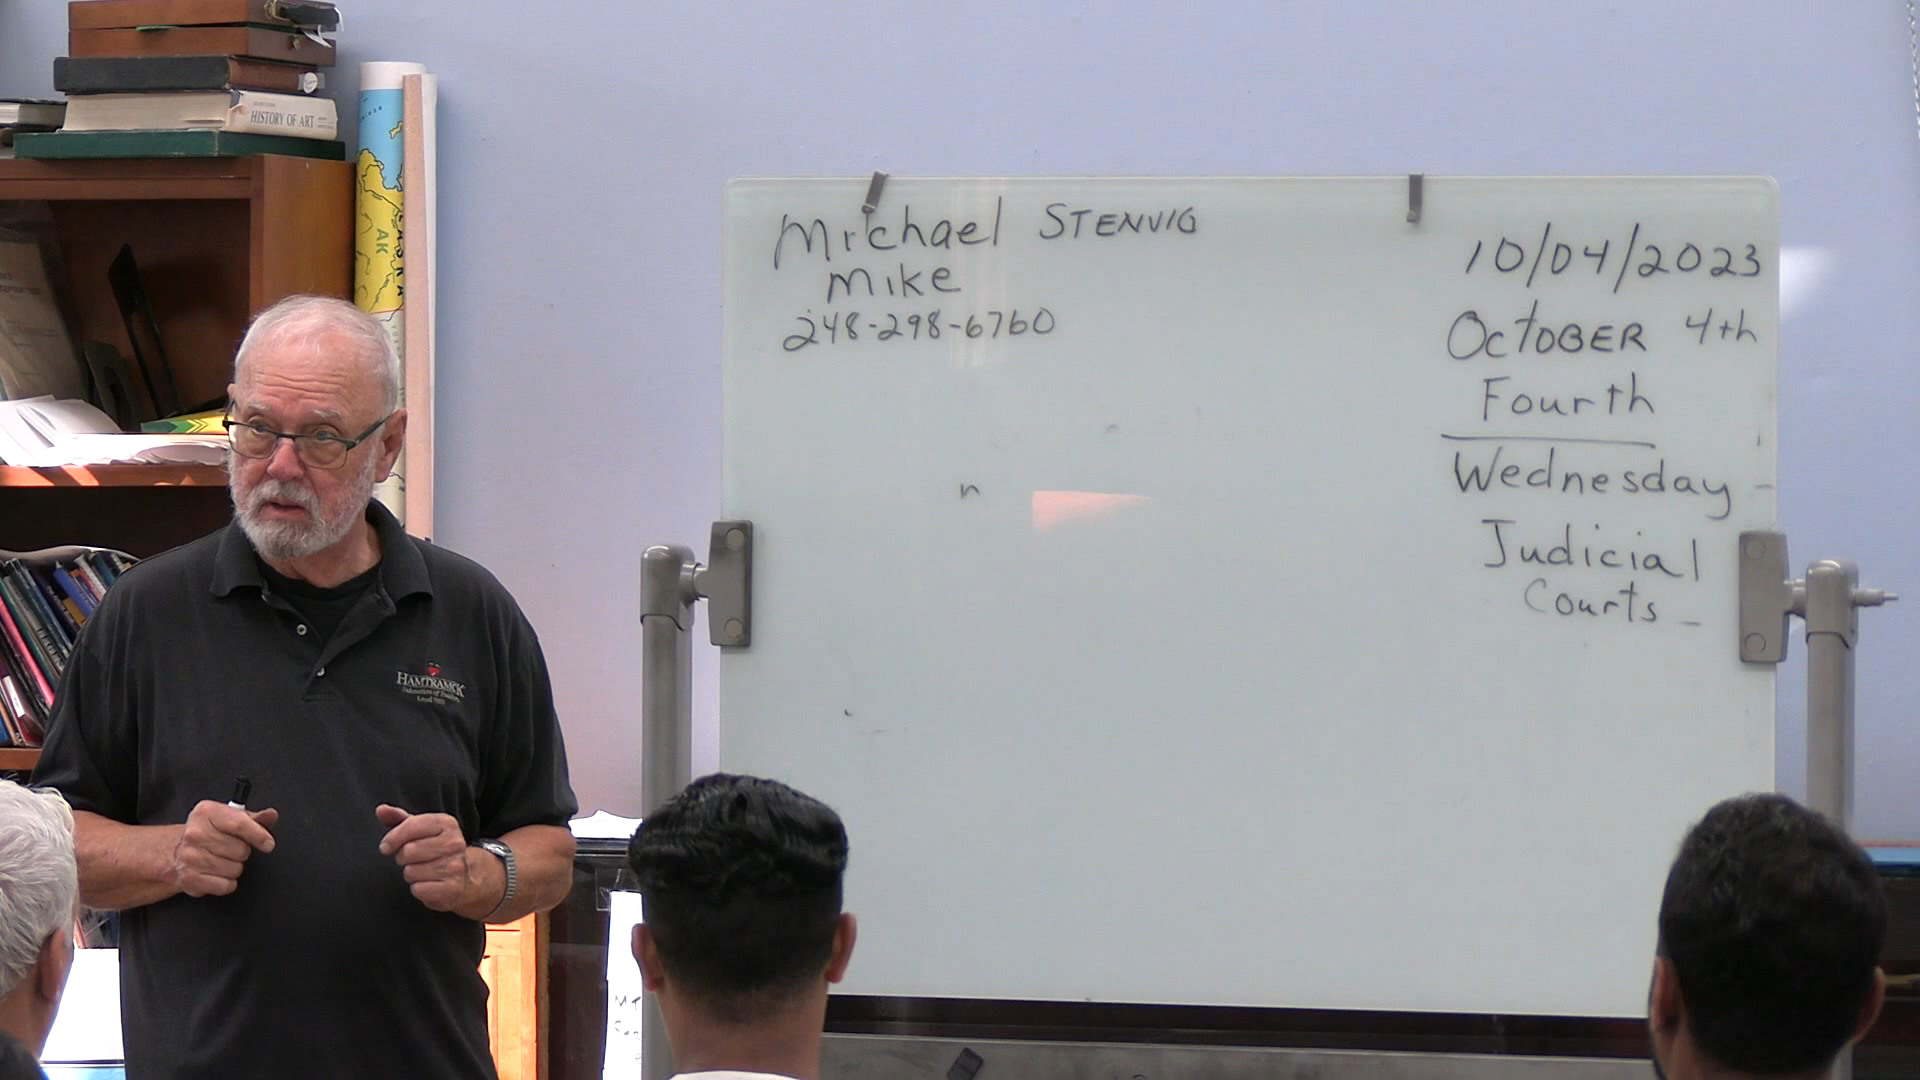 HISTORY OF ART
AK
Michael STENVIG
Mike
248-298-6760
10/04/2023
OctOBER 4th
Fourth
Wednesday
Judicial
Courts
HAMTRAMCK